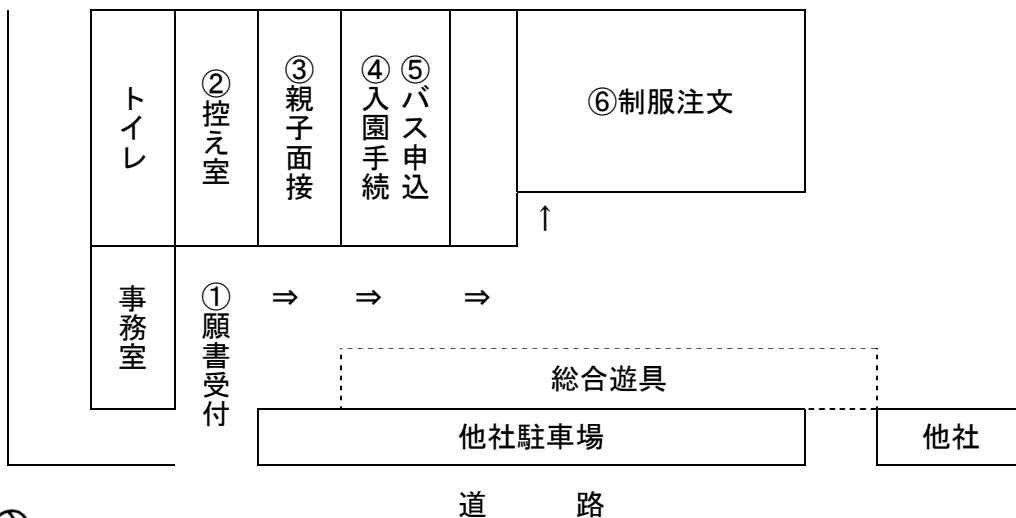 トイレ
②控え室
③親子面接
④入園手続
⑤バス申込
⑥制服注文
↑
事務室
①願書受付
⇒ ⇒ ⇒
総合遊具
他社駐車場
他社
道 路